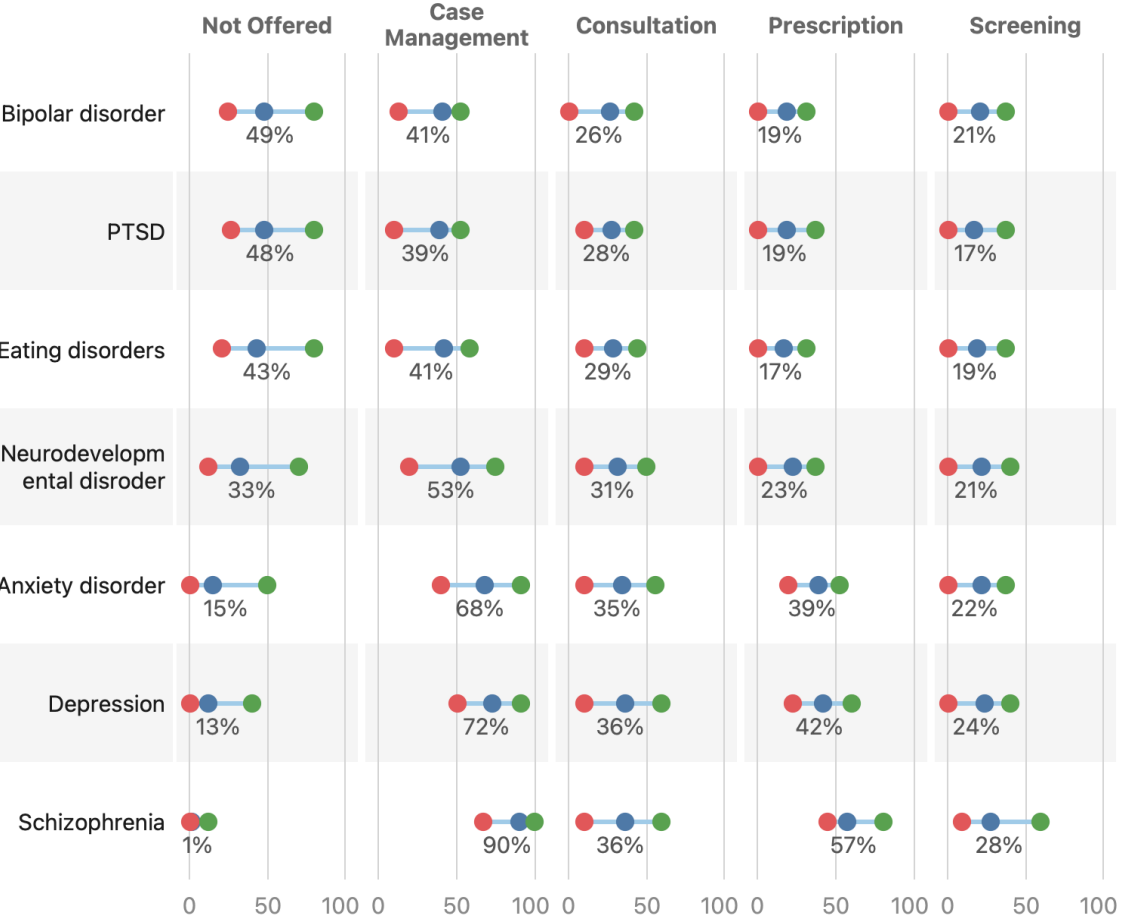 Not Offered
Case
Management
Consultation
Prescription
Screening
Bipolar disorder
49%
41%
26%
19%
21%
PTSD
48%
39%
28%
19%
17%
Eating disorders
43%
41%
29%
17%
19%
Neurodevelopm
ental disroder
33%
53%
31%
23%
21%
Anxiety disorder
15%
68%
35%
39%
22%
Depression
13%
72%
36%
42%
24%
Schizophrenia
1%
90%
36%
57%
28%
0 50 100 0 50 100 0 50 100 0 50 100 0 50 100